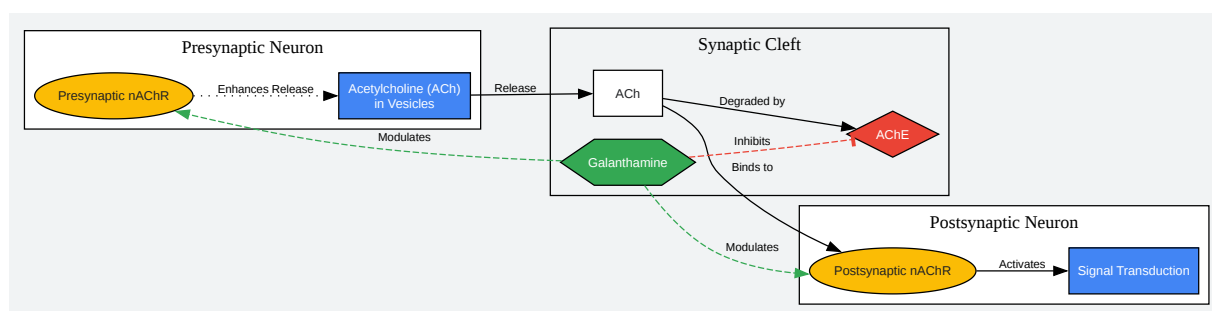 Presynaptic Neuron
Synaptic Cleft
Presynaptic nAChR
Enhances Release
Acetylcholine (ACh)
in Vesicles
Release
ACh
Degraded by
AChE
Modulates
Galanthamine
Inhibits
Binds to
Postsynaptic Neuron
Modulates
Postsynaptic nAChR
Activates
Signal Transduction